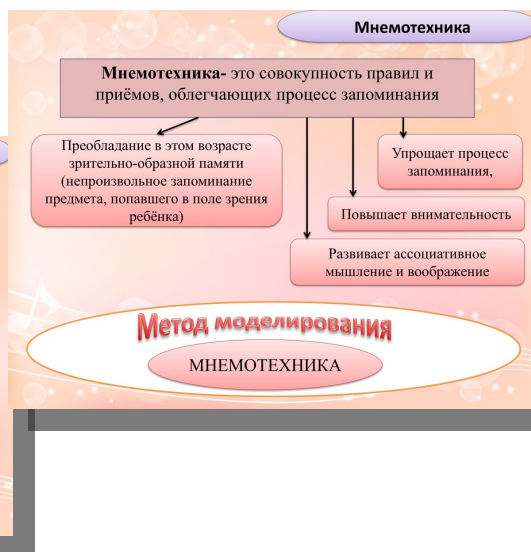 Мнемотехника
Мнемотехника- это совокупность правил и
приёмов, облегчающих процесс запоминания
Преобладание в этом возрасте
зрительно-образной памяти
(непроизвольное запоминание
предмета, попавшего в поле зрения
ребёнка)
Упрощает процесс
запоминания,
Повышает внимательность
Развивает ассоциативное
мышление и воображение
Метод моделирования
МНЕМОТЕХНИКА